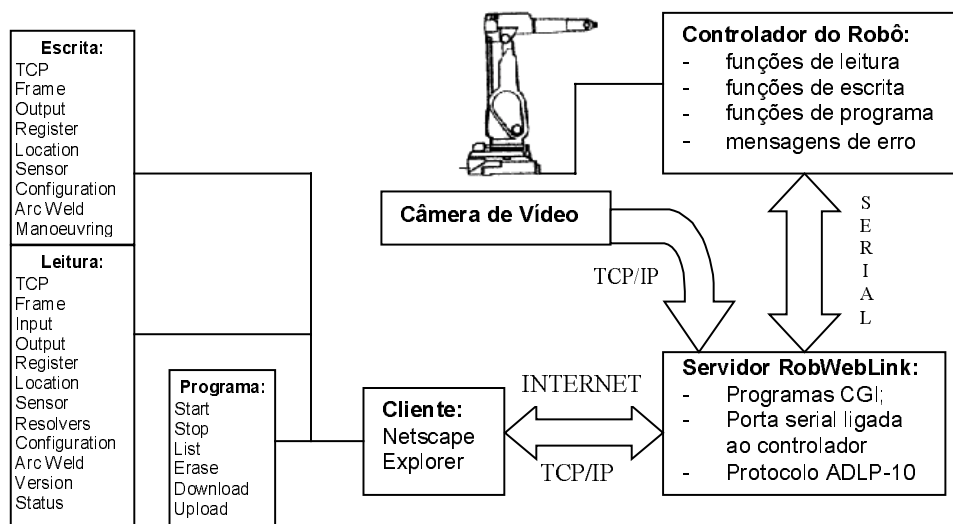 Escrita:
TCP
Frame
Output
Register
Location
Sensor
Configuration
Arc Weld
Manoeuvring
Leitura:
TCP
Frame
Input
Output
Register
Location
Sensor
Resolvers
Configuration
Arc Weld
Version
Status
Programa:
Start
Stop
List
Erase
Download
Upload
Cliente:
Netscape
Explorer
INTERNET
TCP/IP
Câmera de Vídeo
TCP/IP
Controlador do Robô:
- funções de leitura
- funções de escrita
- funções de programa
- mensagens de erro
SERIAL
Servidor RobWebLink:
- Programas CGI;
- Porta serial ligada
ao controlador
- Protocolo ADLP-10